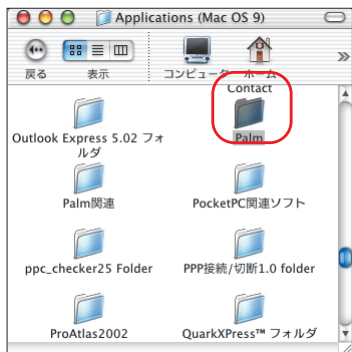 Applications (Mac OS 9)
戻る
表示
コンピュータ
ホーム
Contact
Outlook Express 5.02 フォ
ルダ
Palm
Palm関連
PocketPC関連ソフト
ppc_checker25 Folder
PPP接続/切断1.0 folder
ProAtlas2002
QuarkXPress™ フォルダ